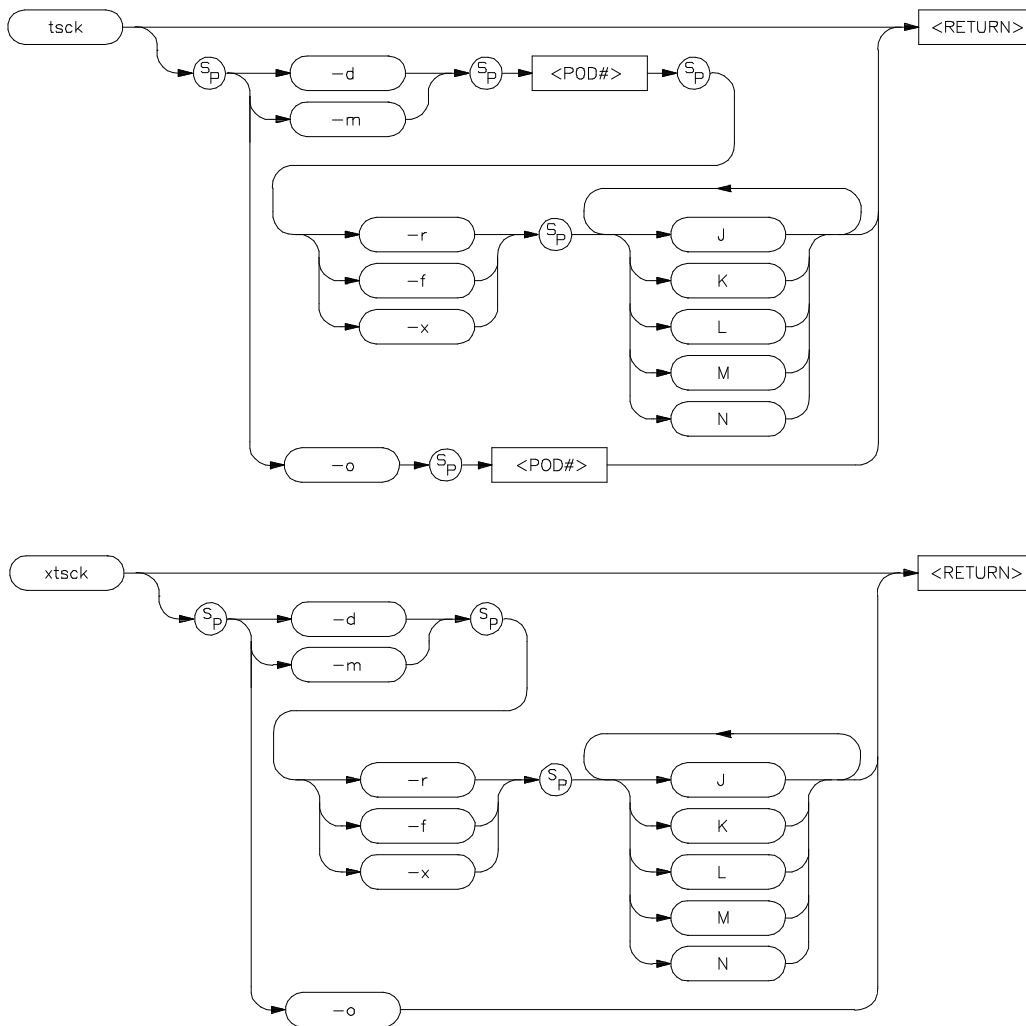 tsck <RETURN>
SP -d SP <POD#> SP
-m
-r SP J
-f K
-x L
M
N
-o SP <POD#>
xtsck <RETURN>
SP -d SP
-m
-r SP J
-f K
-x L
M
N
-o